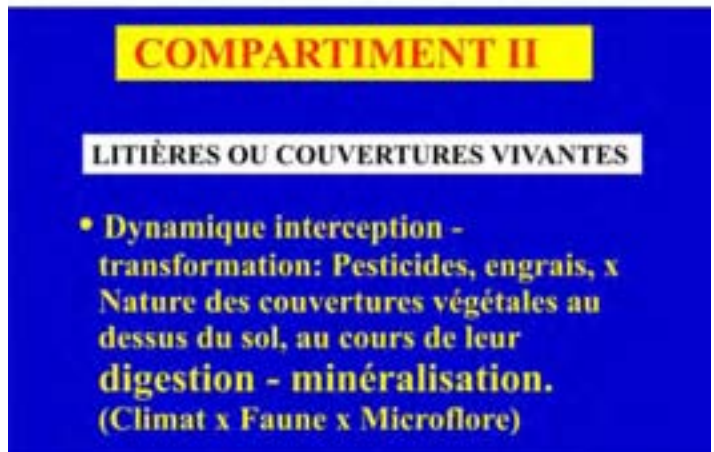 COMPARTIMENT II
LITIÈRES OU COUVERTURES VIVANTES
• Dynamique interception -
transformation: Pesticides, engrais, x
Nature des couvertures végétales au
dessus du sol, au cours de leur
digestion - minéralisation.
(Climat x Faune x Microflore)